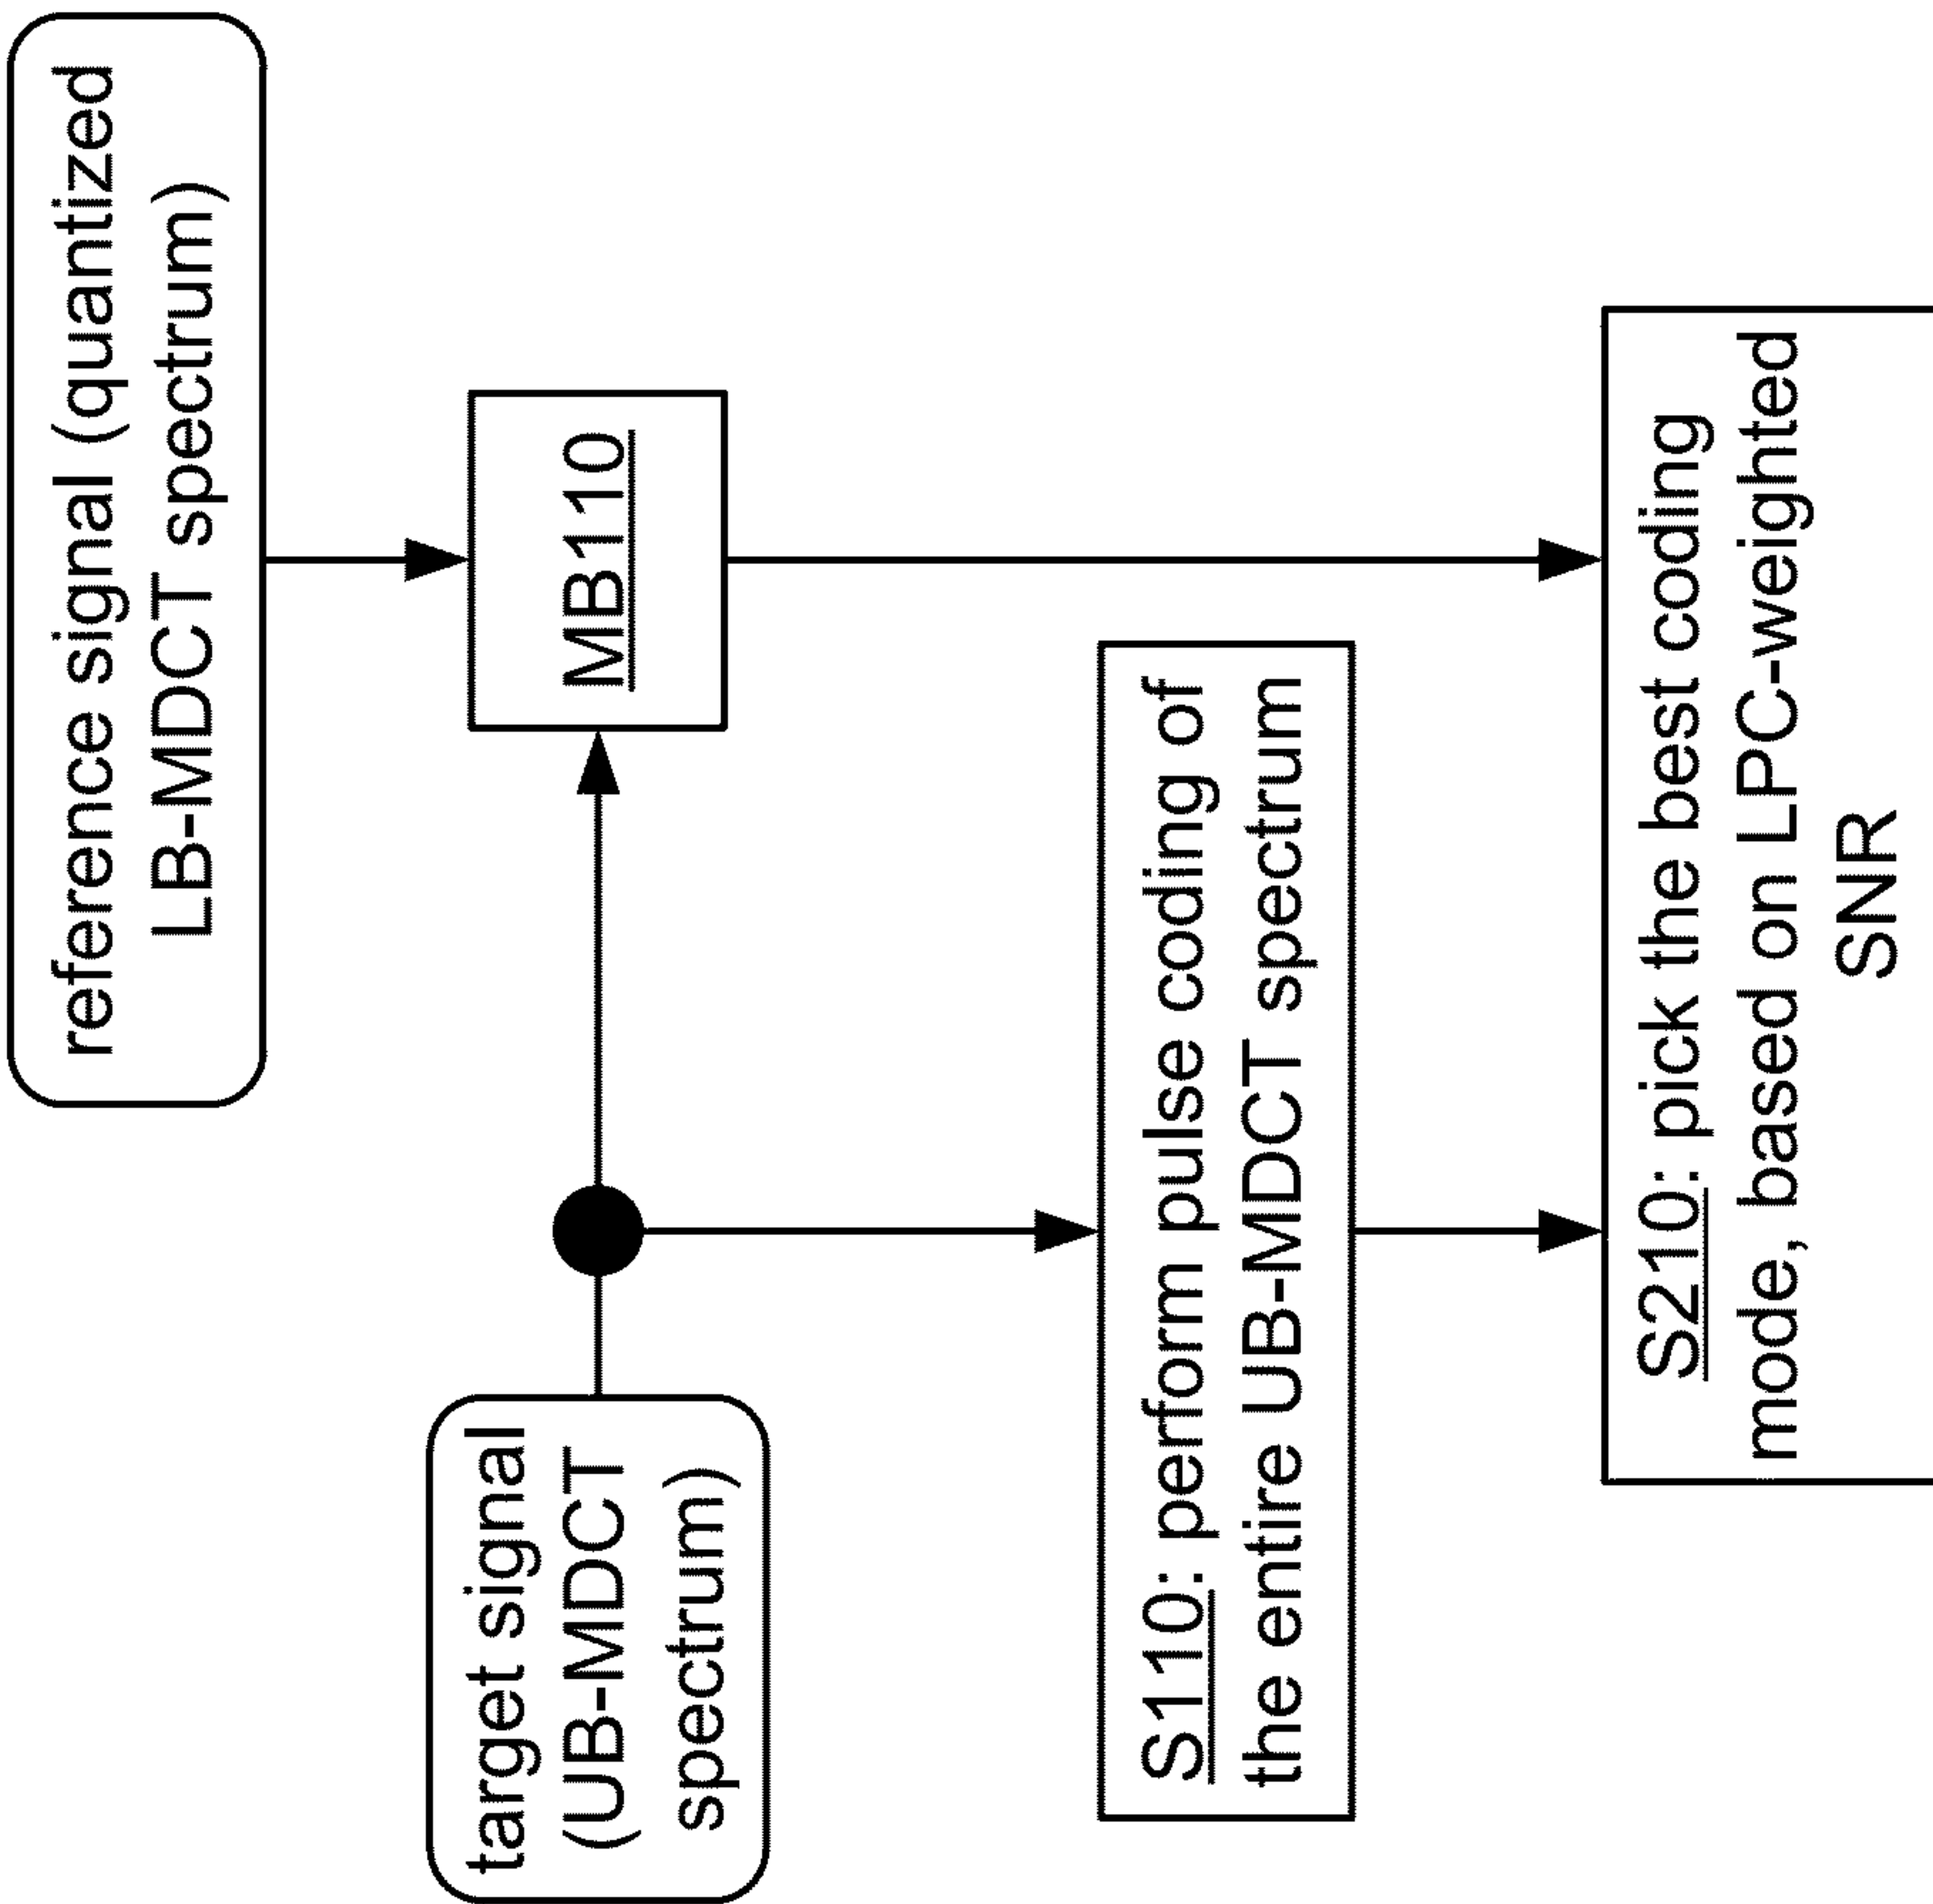 reference signal (quantized
LB-MDCT spectrum)
target signal
(UB-MDCT
spectrum)
MB110
S110: perform pulse coding of
the entire UB-MDCT spectrum
S210: pick the best coding
mode, based on LPC-weighted
SNR